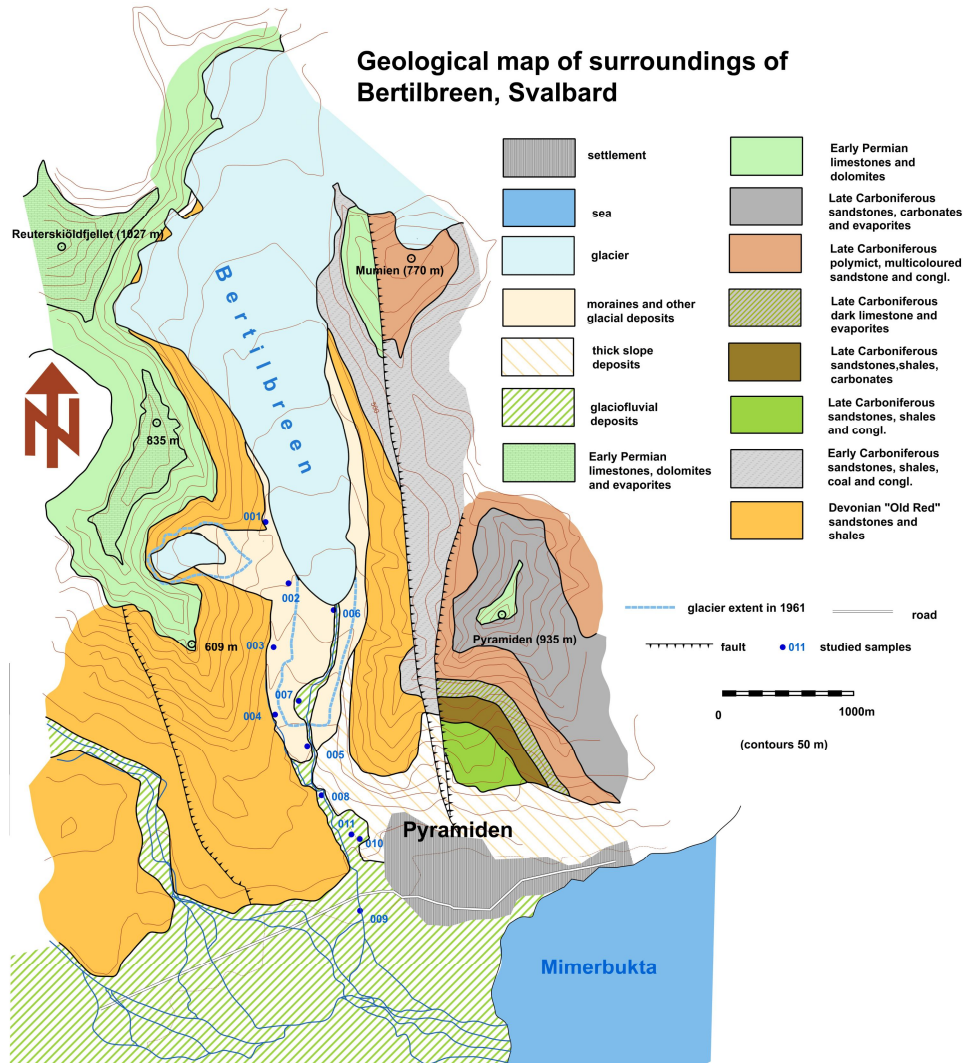 Geological map of surroundings of
Bertilbreen, Svalbard
settlement
sea
glacier
moraines and other
glacial deposits
thick slope
deposits
glaciofluvial
deposits
Early Permian
limestones, dolomites
and evaporites
Early Permian
limestones and
dolomites
Late Carboniferous
sandstones, carbonates
and evaporites
Late Carboniferous
polymict, multicoloured
sandstone and congl.
Late Carboniferous
dark limestone and
evaporites
Late Carboniferous
sandstones,shales,
carbonates
Late Carboniferous
sandstones, shales
and congl.
Early Carboniferous
sandstones, shales,
coal and congl.
Devonian "Old Red"
sandstones and
shales
glacier extent in 1961
road
fault
011
studied samples
0
1000m
(contours 50 m)
Reuterskiöldfjellet (1027 m)
Mumien (770 m)
Bertilbreen
N
835 m
500
001
002
006
003
609 m
Pyramiden (935 m)
007
004
005
008
011
010
Pyramiden
009
Mimerbukta